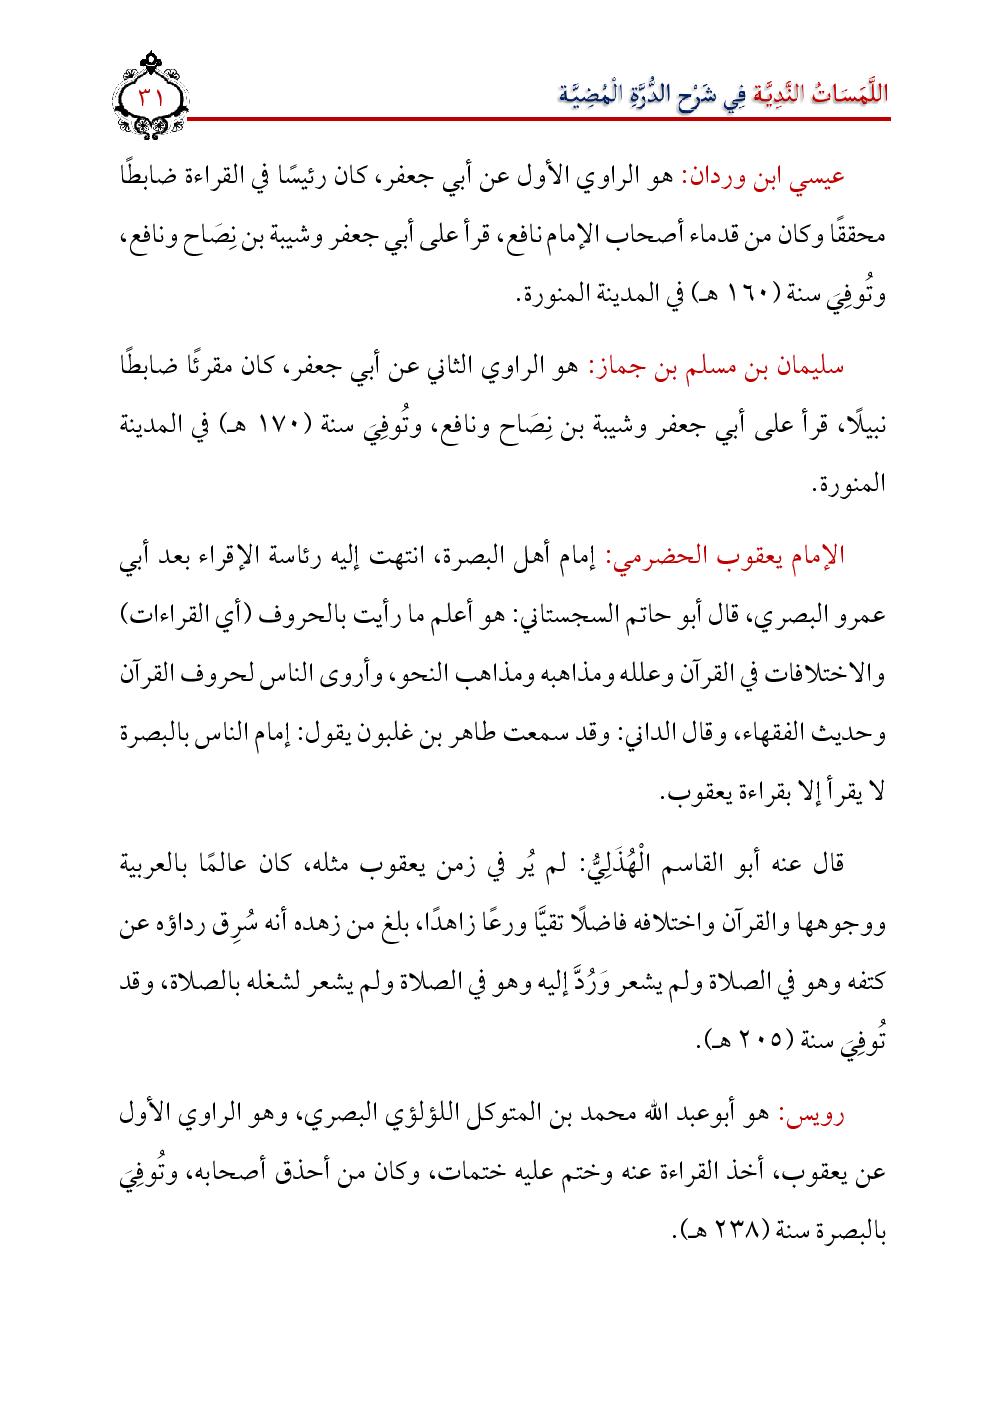 اللَّمَسَاتُ النَّدِيَّة فِي شَرْح الدُّرَّةِ الْمُضِيَّة
٣١
عيسي ابن وردان: هو الراوي الأول عن أبي جعفر، كان رئيسًا في القراءة ضابطًا
محققًا وكان من قدماء أصحاب الإمام نافع، قرأ على أبي جعفر وشيبة بن نِصَاح ونافع،
وتُوفِيَ سنة (١٦٠ هـ) في المدينة المنورة.
سليمان بن مسلم بن جماز: هو الراوي الثاني عن أبي جعفر، كان مقرئًا ضابطًا
نبيلًا، قرأ على أبي جعفر وشيبة بن نِصَاح ونافع، وتُوفِيَ سنة (١٧٠ هـ) في المدينة
المنورة.
الإمام يعقوب الحضرمي: إمام أهل البصرة، انتهت إليه رئاسة الإقراء بعد أبي
عمرو البصري، قال أبو حاتم السجستاني: هو أعلم ما رأيت بالحروف (أي القراءات)
والاختلافات في القرآن وعلله ومذاهبه ومذاهب النحو، وأروى الناس لحروف القرآن
وحديث الفقهاء، وقال الداني: وقد سمعت طاهر بن غلبون يقول: إمام الناس بالبصرة
لا يقرأ إلا بقراءة يعقوب.
قال عنه أبو القاسم الْهُذَلِيُّ: لم يُر في زمن يعقوب مثله، كان عالمًا بالعربية
ووجوهها والقرآن واختلافه فاضلًا تقيًّا ورعًا زاهدًا، بلغ من زهده أنه سُرِق رداؤه عن
كتفه وهو في الصلاة ولم يشعر وَرُدَّ إليه وهو في الصلاة ولم يشعر لشغله بالصلاة، وقد
تُوفِيَ سنة (٢٠٥ هـ).
رويس: هو أبوعبد الله محمد بن المتوكل اللؤلؤي البصري، وهو الراوي الأول
عن يعقوب، أخذ القراءة عنه وختم عليه ختمات، وكان من أحذق أصحابه، وتُوفِيَ
بالبصرة سنة (٢٣٨ هـ).